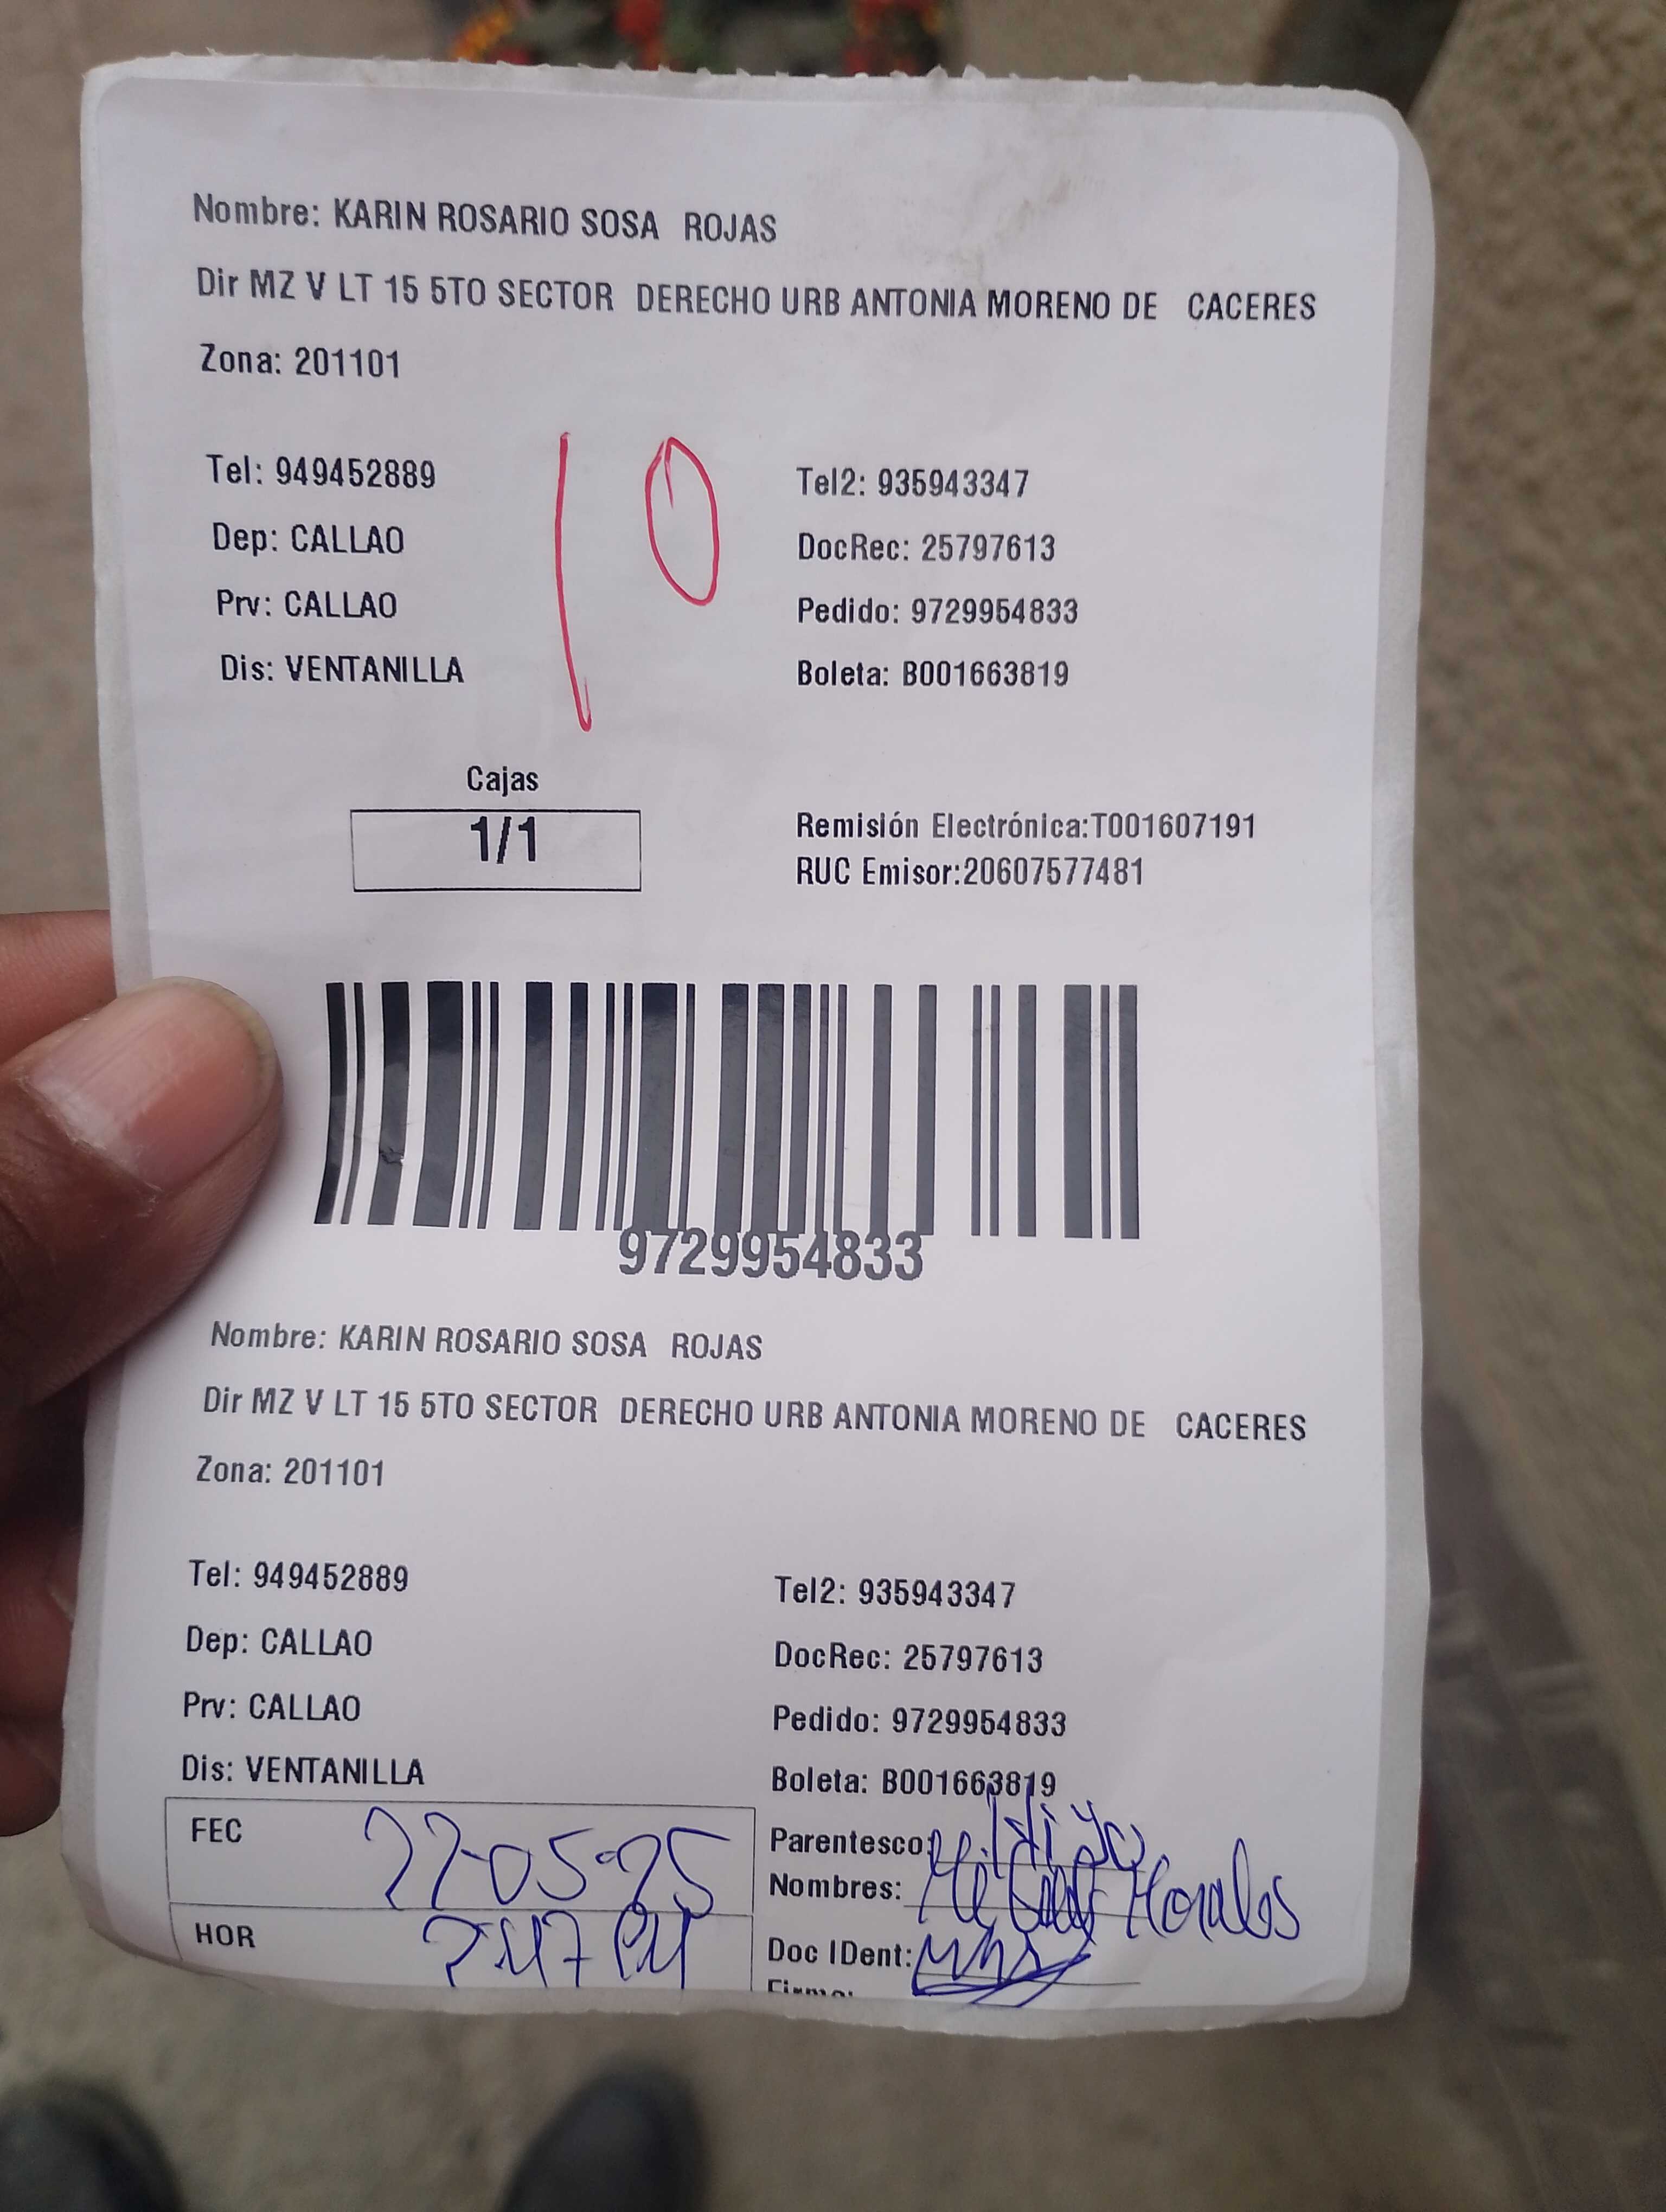 Nombre: KARIN ROSARIO SOSA ROJAS
Dir MZ V LT 15 5TO SECTOR DERECHO URB ANTONIA MORENO DE CACERES
Zona: 201101
10
Tel: 949452889 Tel2: 935943347
Dep: CALLAO DocRec: 25797613
Prv: CALLAO Pedido: 9729954833
Dis: VENTANILLA Boleta: B001663819
Cajas
1/1
Remisión Electrónica:T001607191
RUC Emisor:20607577481
9729954833
Nombre: KARIN ROSARIO SOSA ROJAS
Dir MZ V LT 15 5TO SECTOR DERECHO URB ANTONIA MORENO DE CACERES
Zona: 201101
Tel: 949452889 Tel2: 935943347
Dep: CALLAO DocRec: 25797613
Prv: CALLAO Pedido: 9729954833
Dis: VENTANILLA Boleta: B001663819
FEC 22-05-25 Parentesco:
Nombres: Morales
HOR Doc IDent:
Firma: